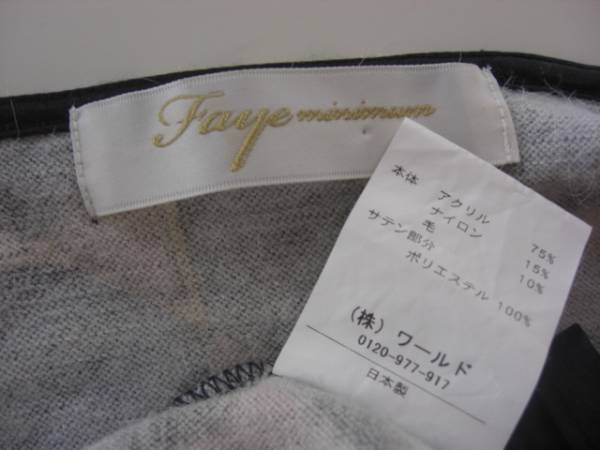 Faye minimum
本体
アクリル 75%
ナイロン 15%
毛 10%
サテン部分
ポリエステル 100%
(株) ワールド
0120-977-917
日本製